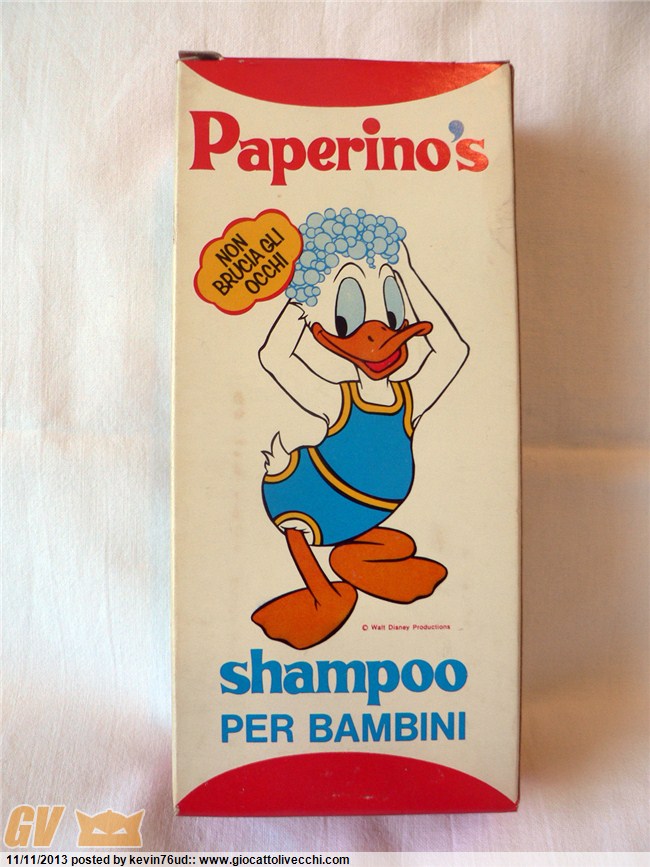 Paperino's
NON
BRUCIA GLI
OCCHI
© Walt Disney Productions
shampoo
PER BAMBINI
GV
11/11/2013 posted by kevin76ud:: www.giocattolivecchi.com